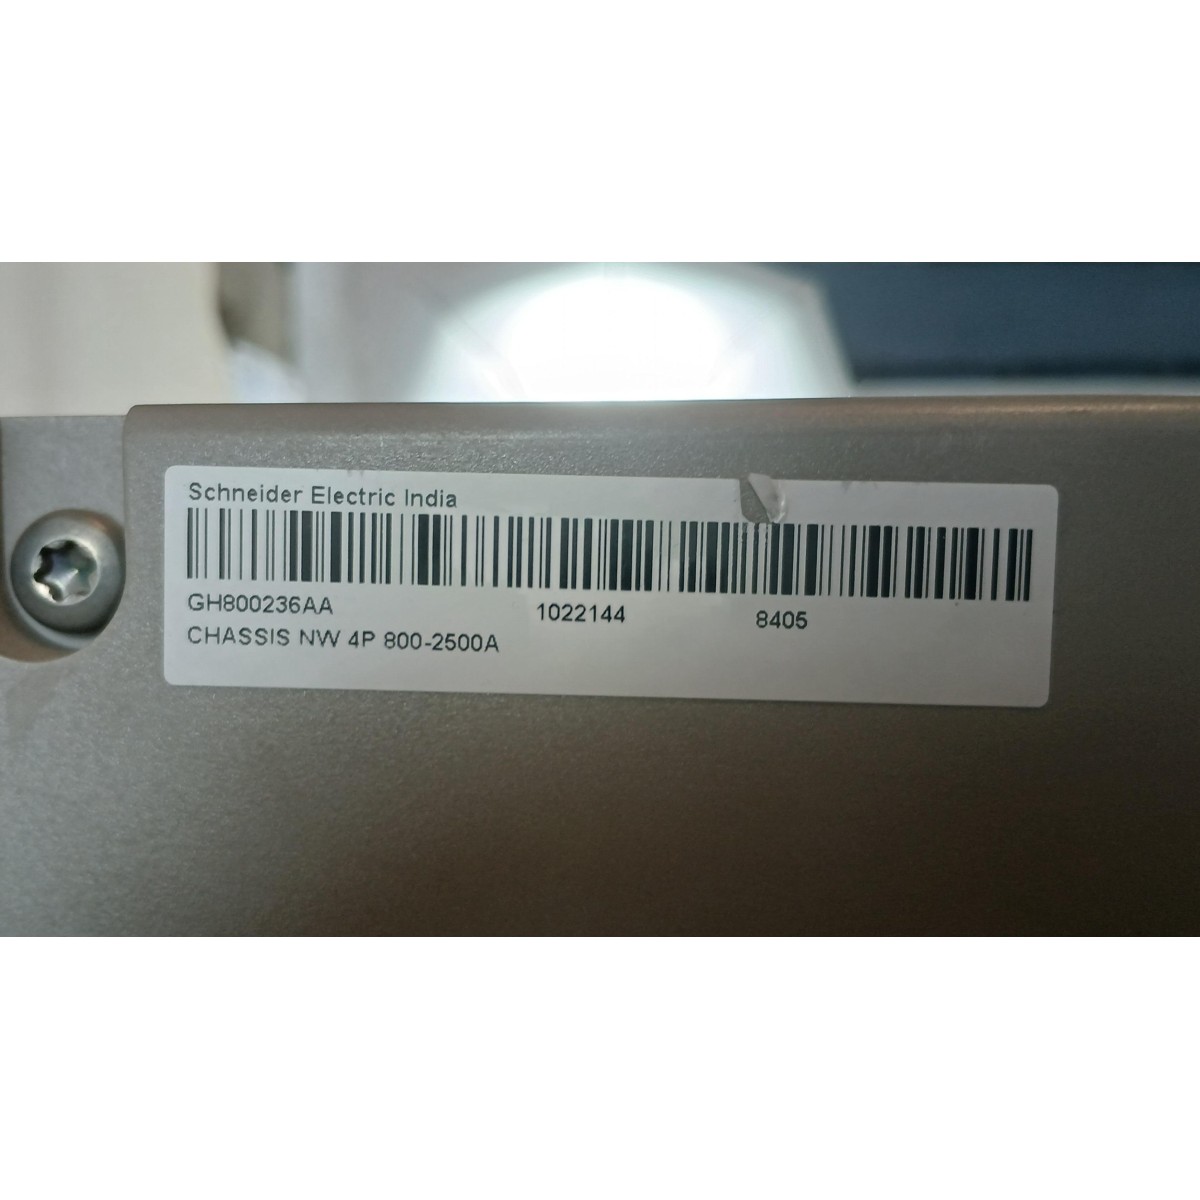 Schneider Electric India
GH800236AA 1022144 8405
CHASSIS NW 4P 800-2500A